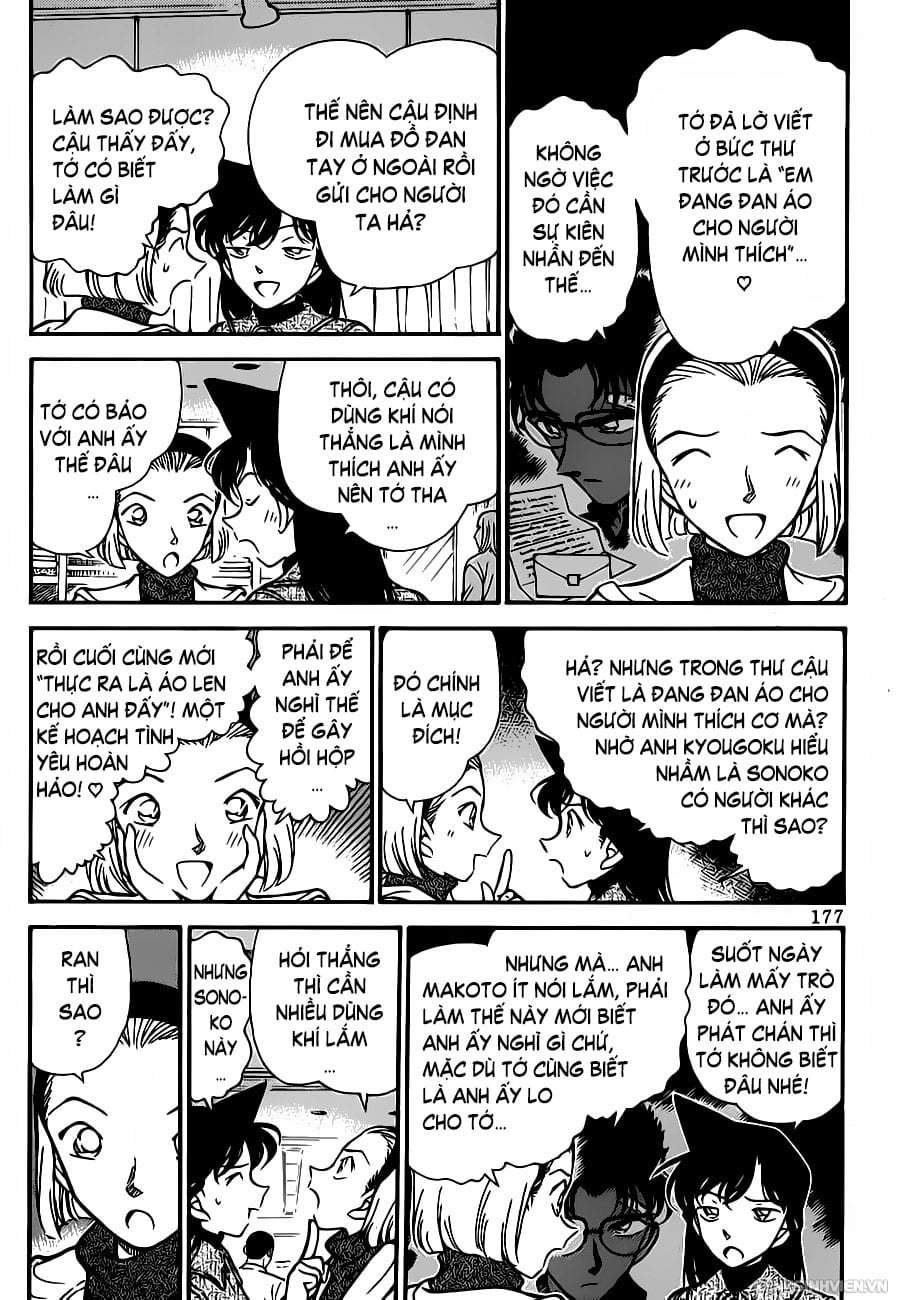 TỚ ĐÀ LỜ VIẾT
Ở BỨC THƯ
TRƯỚC LÀ "EM
ĐANG ĐAN ÁO
CHO NGƯỜI
MÌNH THÍCH"...
♡
KHÔNG
NGỜ VIỆC
ĐÓ CẦN
SỰ KIÊN
NHẪN ĐẾN
THẾ...
THẾ NÊN CẬU ĐỊNH
ĐI MUA ĐỒ ĐAN
TAY Ở NGOÀI RỒI
GỬI CHO NGƯỜI
TA HẢ?
LÀM SAO ĐƯỢC?
CẬU THẤY ĐẤY,
TỚ CÓ BIẾT
LÀM GÌ
ĐÂU!
THÔI, CẬU CÓ
DÙNG KHÍ NÓI
THẲNG LÀ MÌNH
THÍCH ANH ẤY
NÊN TỚ THA
...
TỚ CÓ BẢO
VỚI ANH ẤY
THẾ ĐÂU
...
HẢ? NHƯNG TRONG THƯ CẬU
VIẾT LÀ ĐANG ĐAN ÁO CHO
NGƯỜI MÌNH THÍCH CƠ MÀ?
NHỜ ANH KYOUGOKU HIỂU
NHẦM LÀ SONOKO
CÓ NGƯỜI KHÁC
THÌ SAO?
ĐÓ CHÍNH
LÀ MỤC
ĐÍCH!
PHẢI ĐỂ
ANH ẤY
NGHÌ THẾ
ĐỂ GÂY
HỒI HỘP
...
RỒI CUỐI CÙNG MỚI
"THỰC RA LÀ ÁO LEN
CHO ANH ĐẤY"! MỘT
KẾ HOẠCH TÌNH
YÊU HOÀN
HẢO! ♡
177
SUỐT NGÀY
LÀM MẤY TRÒ
ĐÓ... ANH ẤY
PHÁT CHÁN THÌ
TỚ KHÔNG BIẾT
ĐÂU NHÉ!
NHƯNG MÀ... ANH
MAKOTO ÍT NÓI LẮM, PHẢI
LÀM THẾ NÀY MỚI BIẾT
ANH ẤY NGHÌ GÌ CHỨ,
MẶC DÙ TỚ CÙNG BIẾT
LÀ ANH ẤY LO
CHO TỚ...
HỎI THẲNG
THÌ CẦN
NHIỀU DÙNG
KHÍ LẮM
...
NHƯNG
SONO-
KO NÀY
...
RAN
THÌ
SAO
?